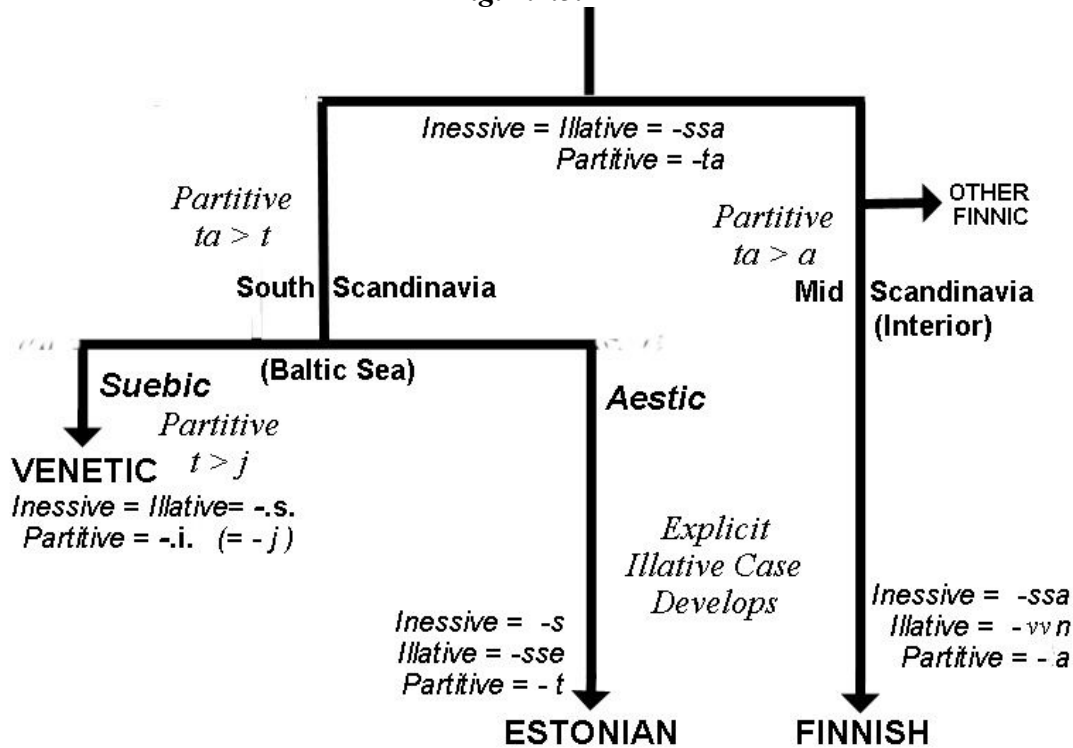 Inessive = Illative = -ssa
Partitive = -ta
Partitive
ta > t
Partitive
ta > a
OTHER
FINNIC
South Scandinavia
Mid Scandinavia
(Interior)
(Baltic Sea)
Suebic
Aestic
Partitive
t > j
VENETIC
Inessive = Illative= -.s.
Partitive = -.i. (= - j )
Explicit
Illative Case
Develops
Inessive = -s
Illative = -sse
Partitive = - t
Inessive = -ssa
Illative = - vv n
Partitive = - a
ESTONIAN
FINNISH